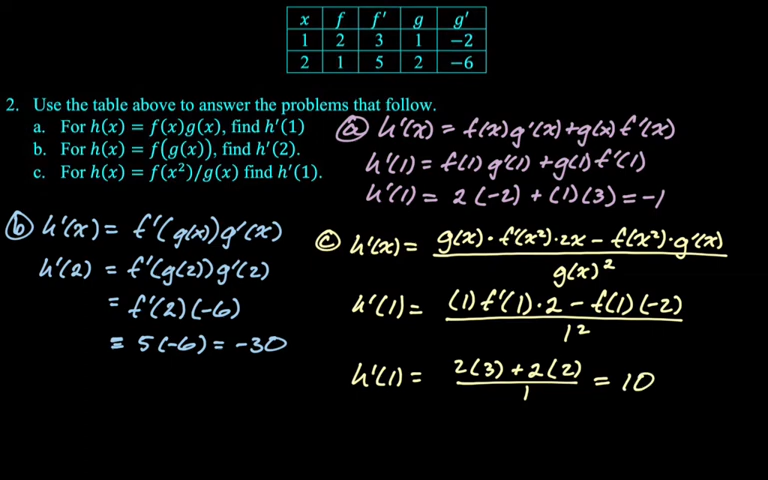 x f f' g g'
1 2 3 1 −2
2 1 5 2 −6
2. Use the table above to answer the problems that follow.
a. For h(x) = f(x)g(x), find h′(1)
b. For h(x) = f(g(x)), find h′(2).
c. For h(x) = f(x²)/g(x) find h′(1).
ⓐ h'(x) = f(x)g'(x)+g(x)f'(x)
h'(1) = f(1)g'(1)+g(1)f'(1)
h'(1) = 2(-2)+(1)(3) = -1
ⓑ h'(x) = f'(g(x))g'(x)
h'(2) = f'(g(2))g'(2)
= f'(2)(-6)
= 5(-6) = -30
ⓒ h'(x) = g(x)·f'(x²)·2x − f(x²)·g'(x)
g(x)²
h'(1) = (1)f'(1)·2 − f(1)(-2)
1²
h'(1) = 2(3)+2(2) = 10
1